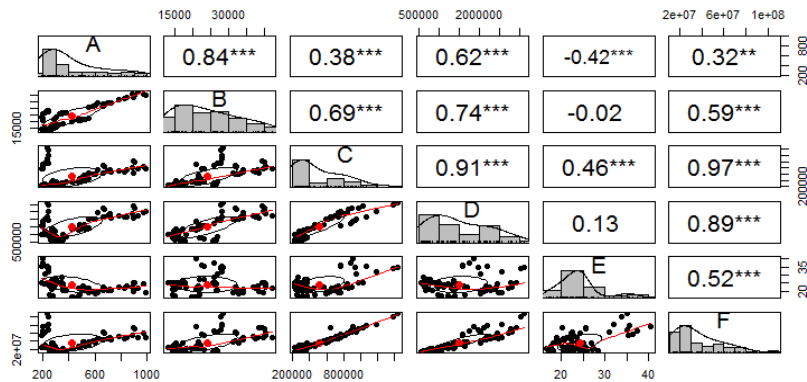 15000 30000 500000 2000000 2e+07 6e+07 1e+08
A 0.84*** 0.38*** 0.62*** -0.42*** 0.32** 200 800
15000 B 0.69*** 0.74*** -0.02 0.59***
C 0.91*** 0.46*** 0.97*** 200000
500000 D 0.13 0.89***
E 0.52*** 20 35
2e+07 F
200 600 1000 200000 800000 20 30 40